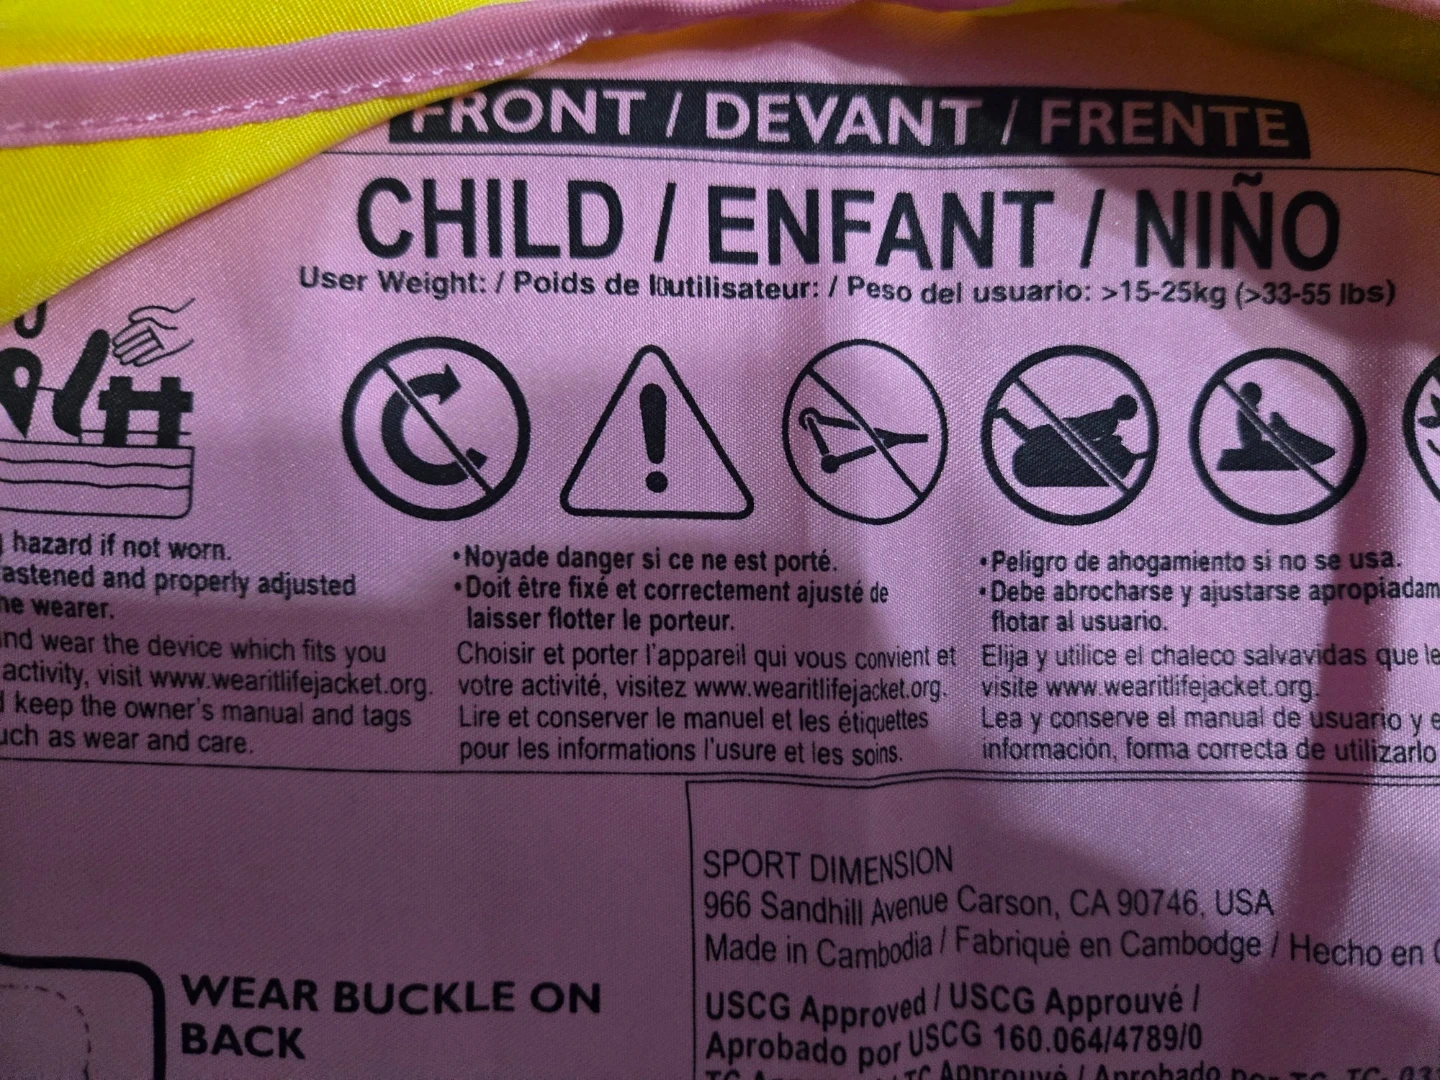 FRONT / DEVANT / FRENTE
CHILD / ENFANT / NIÑO
User Weight: / Poids de l▯utilisateur: / Peso del usuario: >15-25kg (>33-55 lbs)
hazard if not worn.
astened and properly adjusted
he wearer.
nd wear the device which fits you
activity, visit www.wearitlifejacket.org.
keep the owner's manual and tags
uch as wear and care.
•Noyade danger si ce ne est porté.
•Doit être fixé et correctement ajusté de
laisser flotter le porteur.
Choisir et porter l'appareil qui vous convient et
votre activité, visitez www.wearitlifejacket.org.
Lire et conserver le manuel et les étiquettes
pour les informations l'usure et les soins.
•Peligro de ahogamiento si no se usa.
•Debe abrocharse y ajustarse apropiadam
flotar al usuario.
Elija y utilice el chaleco salvavidas que le
visite www.wearitlifejacket.org.
Lea y conserve el manual de usuario y e
información, forma correcta de utilizarlo
SPORT DIMENSION
966 Sandhill Avenue Carson, CA 90746, USA
Made in Cambodia / Fabriqué en Cambodge / Hecho en C
USCG Approved / USCG Approuvé /
Aprobado por USCG 160.064/4789/0
TC Approuvé / Aprobado por TC
WEAR BUCKLE ON
BACK